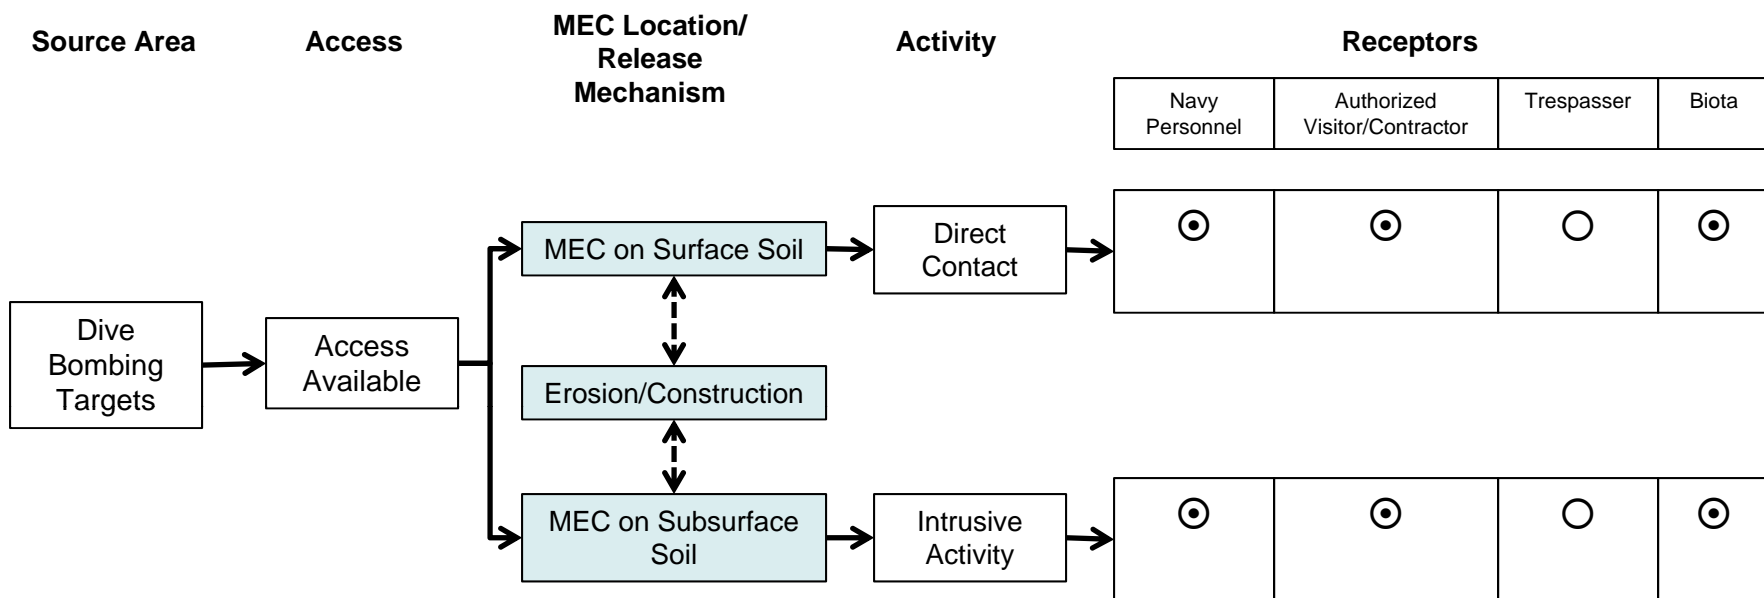 Source Area
Access
MEC Location/
Release
Mechanism
Activity
Receptors
Navy
Personnel
Authorized
Visitor/Contractor
Trespasser
Biota
MEC on Surface Soil
Direct
Contact
Dive
Bombing
Targets
Access
Available
Erosion/Construction
MEC on Subsurface
Soil
Intrusive
Activity